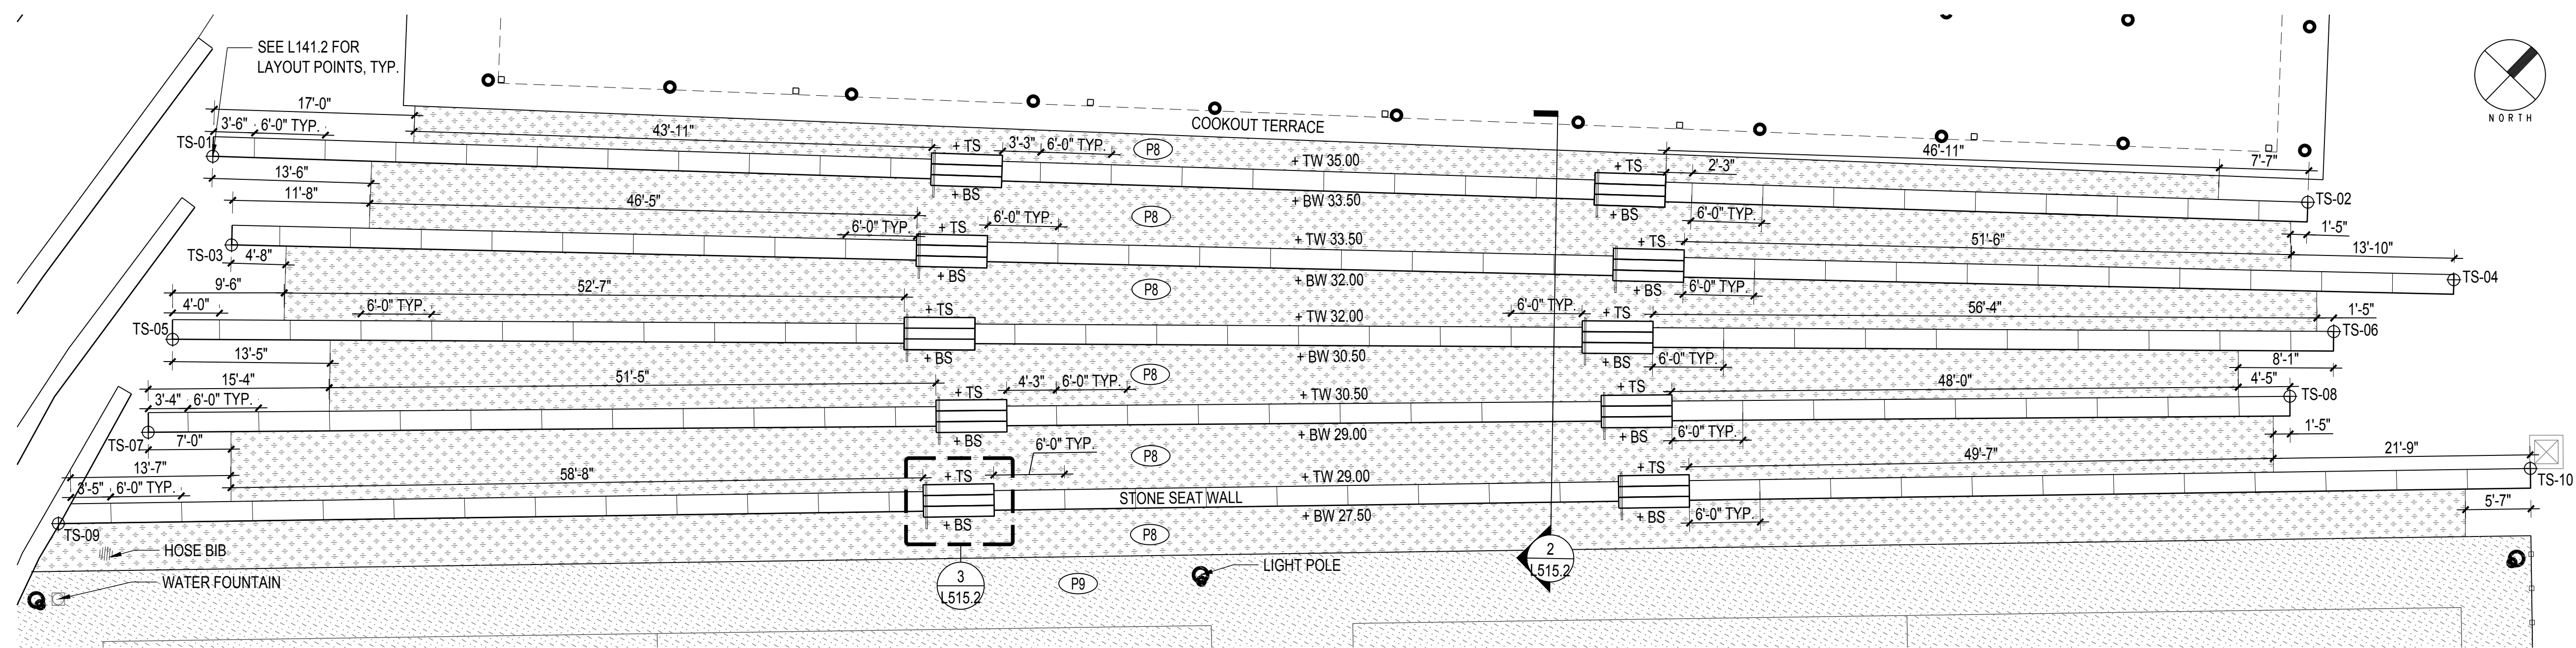 SEE L141.2 FOR
LAYOUT POINTS, TYP.
NORTH
COOKOUT TERRACE
17'-0"
3'-6" 6'-0" TYP.
43'-11"
TS-01
+ TS
3'-3" 6'-0" TYP.
P8
+ TW 35.00
46'-11"
7'-7"
+ TS
2'-3"
13'-6"
+ BS
+ BW 33.50
TS-02
11'-8"
46'-5"
6'-0" TYP.
P8
+ BS
6'-0" TYP.
1'-5"
6'-0" TYP.
+ TS
+ TW 33.50
+ TS
51'-6"
13'-10"
TS-03
4'-8"
+ BS
+ BW 32.00
TS-04
9'-6"
52'-7"
P8
+ BS
6'-0" TYP.
4'-0"
6'-0" TYP.
+ TS
+ TW 32.00
6'-0" TYP.
+ TS
56'-4"
1'-5"
TS-05
TS-06
13'-5"
+ BS
+ BW 30.50
+ BS
6'-0" TYP.
8'-1"
15'-4"
51'-5"
4'-3" 6'-0" TYP.
P8
48'-0"
4'-5"
3'-4" 6'-0" TYP.
+ TS
+ TW 30.50
+ TS
TS-08
TS-07
7'-0"
+ BS
6'-0" TYP.
+ BW 29.00
+ BS
6'-0" TYP.
1'-5"
13'-7"
58'-8"
P8
49'-7"
21'-9"
3'-5" 6'-0" TYP.
+ TS
+ TW 29.00
+ TS
TS-10
STONE SEAT WALL
TS-09
+ BS
+ BW 27.50
+ BS
6'-0" TYP.
5'-7"
P8
HOSE BIB
2
L515.2
LIGHT POLE
WATER FOUNTAIN
3
L515.2
P9